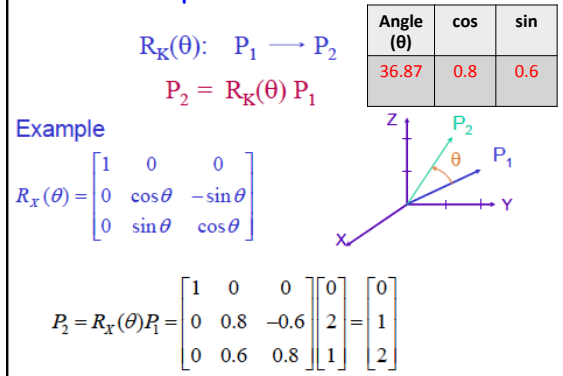 R_K(θ): P₁ → P₂
P₂ = R_K(θ) P₁
Angle (θ) cos sin
36.87 0.8 0.6
Example
R_X(θ) = [1 0 0
0 cosθ −sinθ
0 sinθ cosθ]
Z P₂
θ P₁
Y
X
P₂ = R_X(θ)P₁ = [1 0 0][0] = [0]
[0 0.8 −0.6][2] = [1]
[0 0.6 0.8][1] = [2]